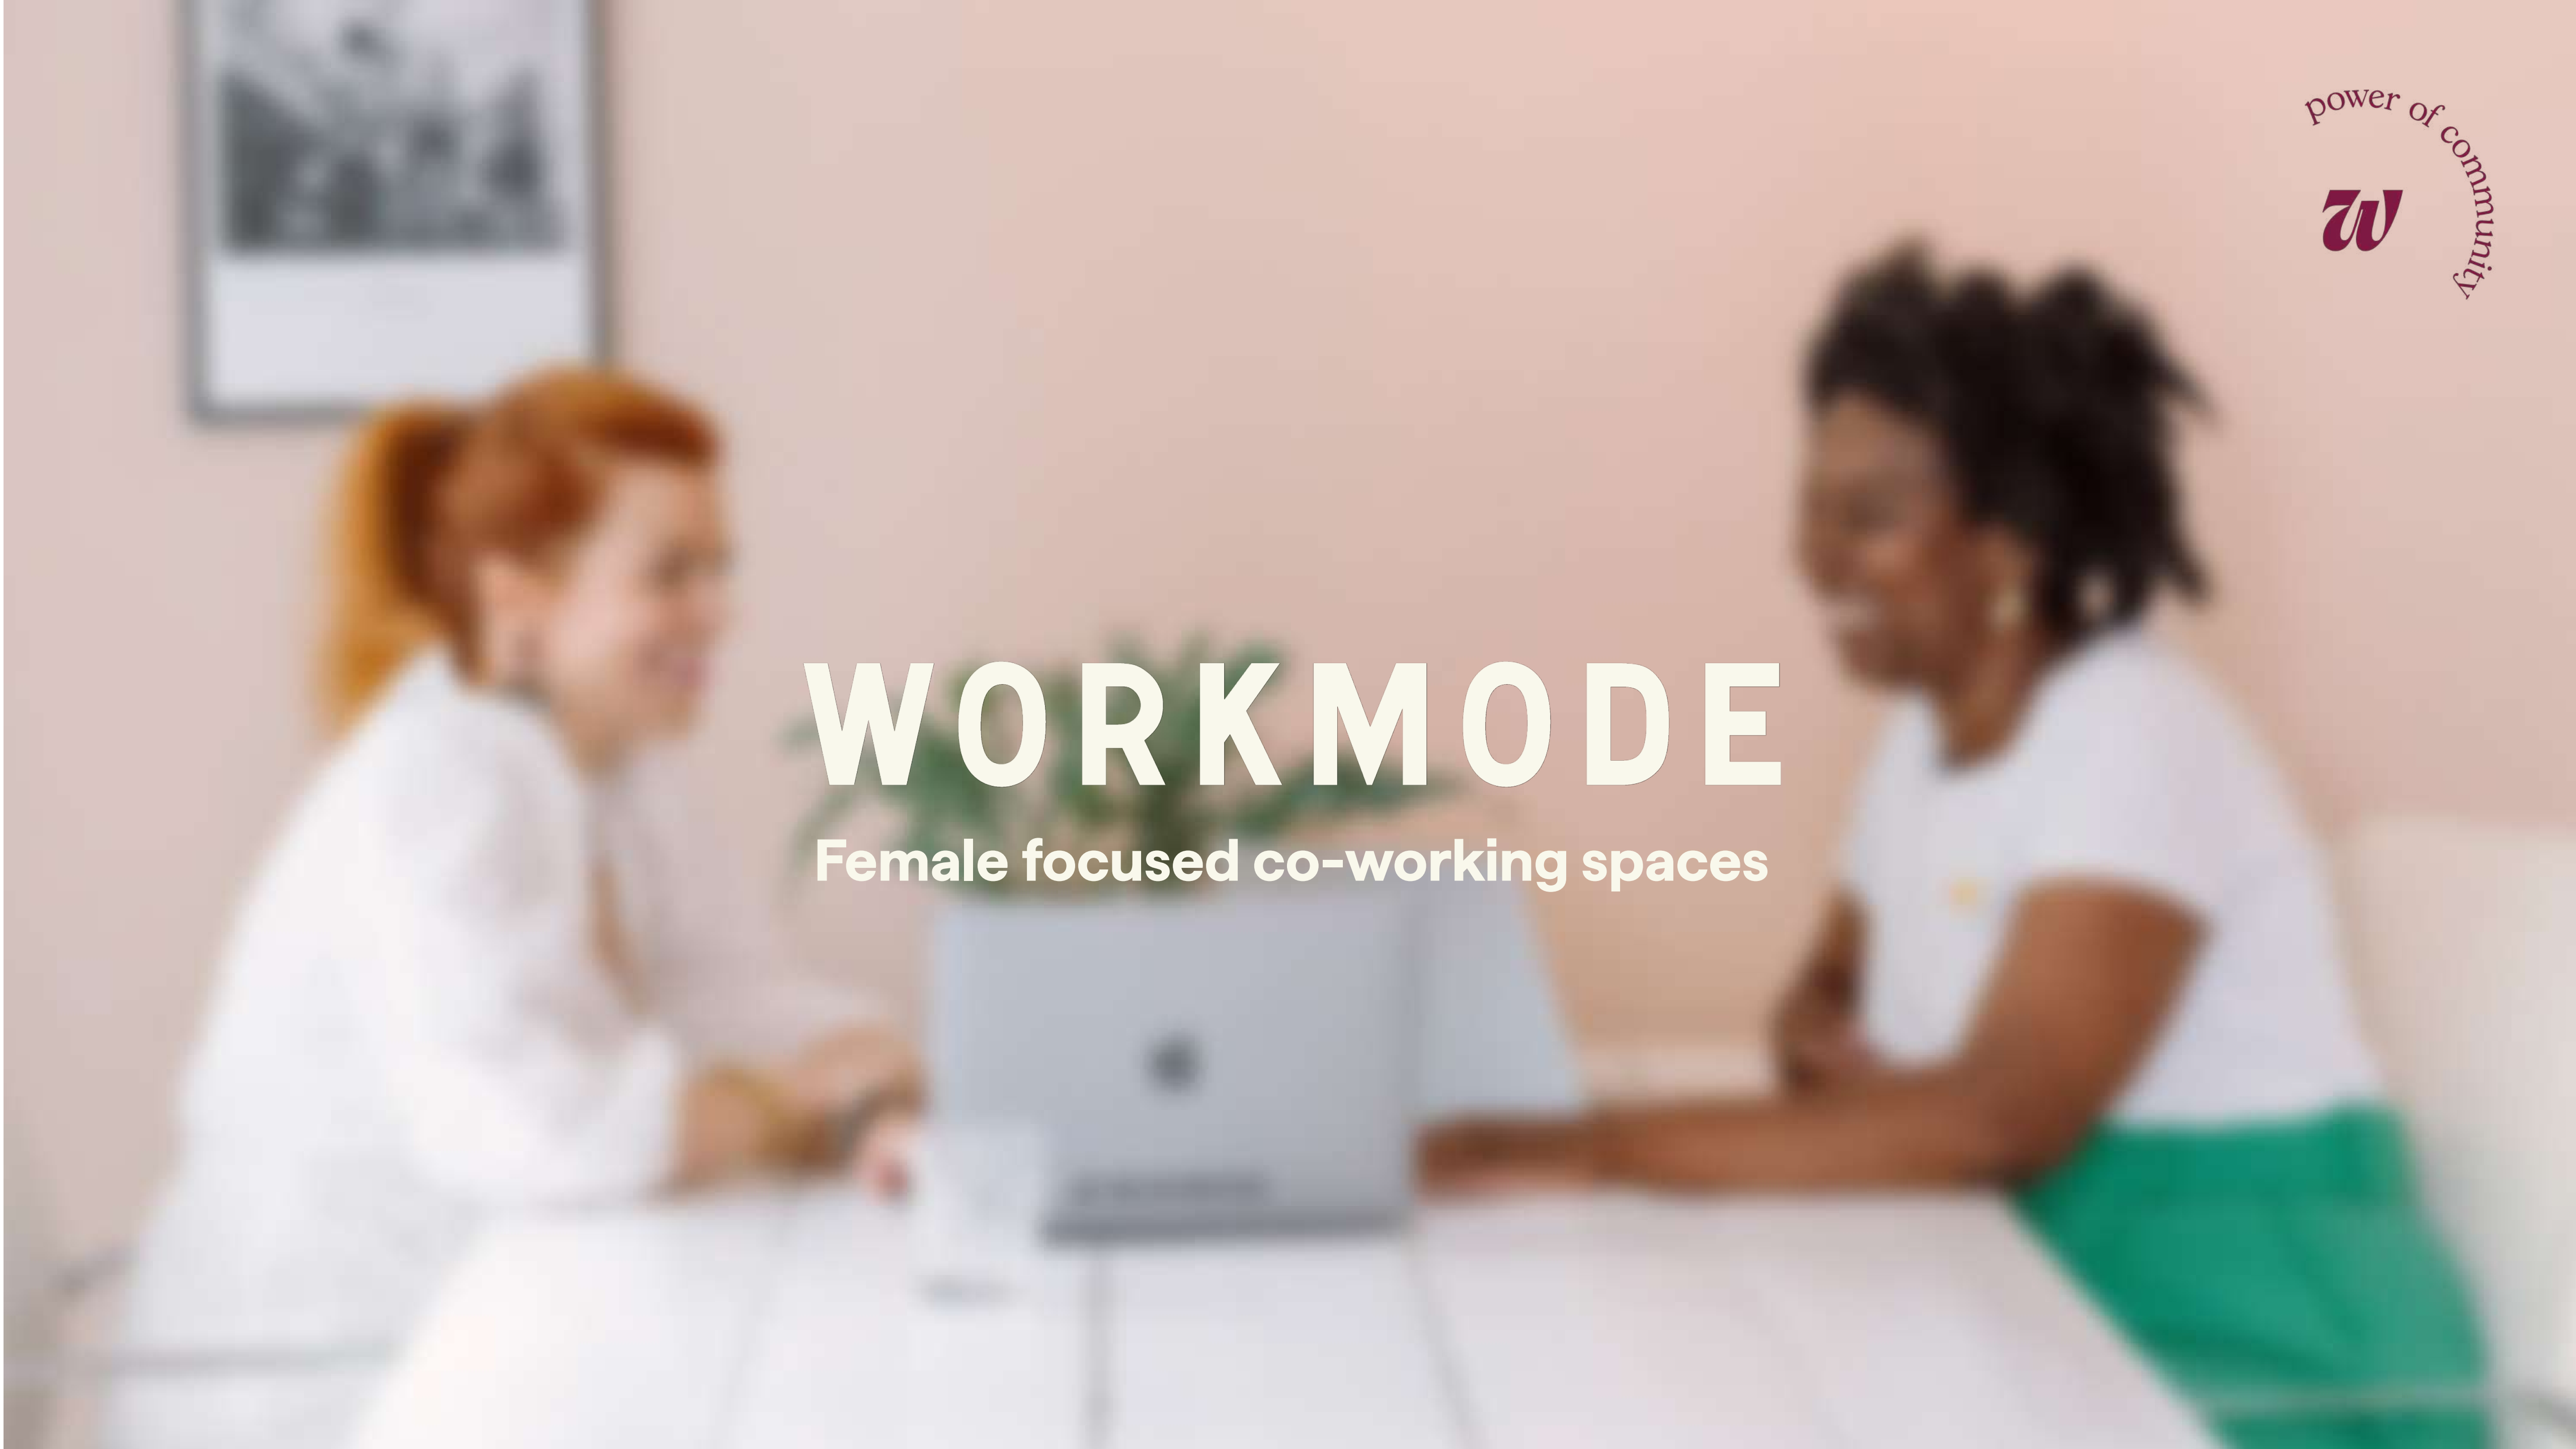 power of community
w
WORKMODE
Female focused co-working spaces